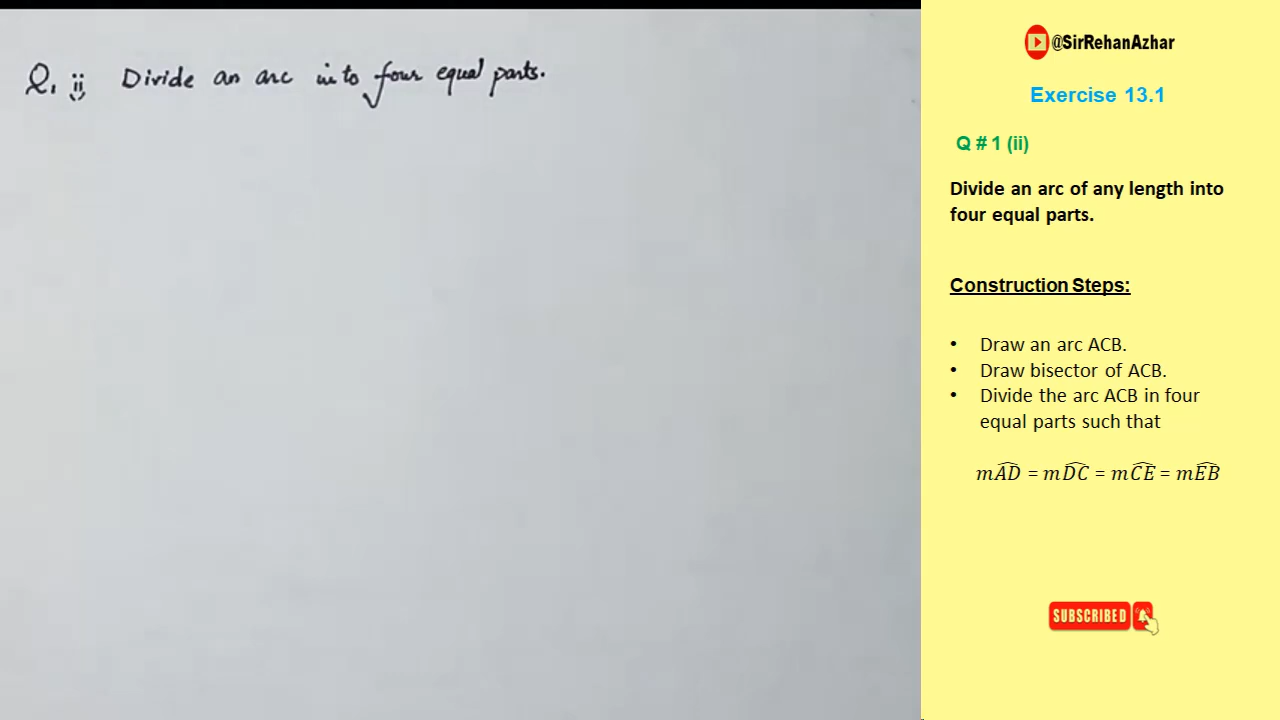 Q1 ii Divide an arc into four equal parts.
@SirRehanAzhar
Exercise 13.1
Q # 1 (ii)
Divide an arc of any length into
four equal parts.
Construction Steps:
• Draw an arc ACB.
• Draw bisector of ACB.
• Divide the arc ACB in four
equal parts such that
mAD͡ = mDC͡ = mCE͡ = mEB͡
SUBSCRIBED